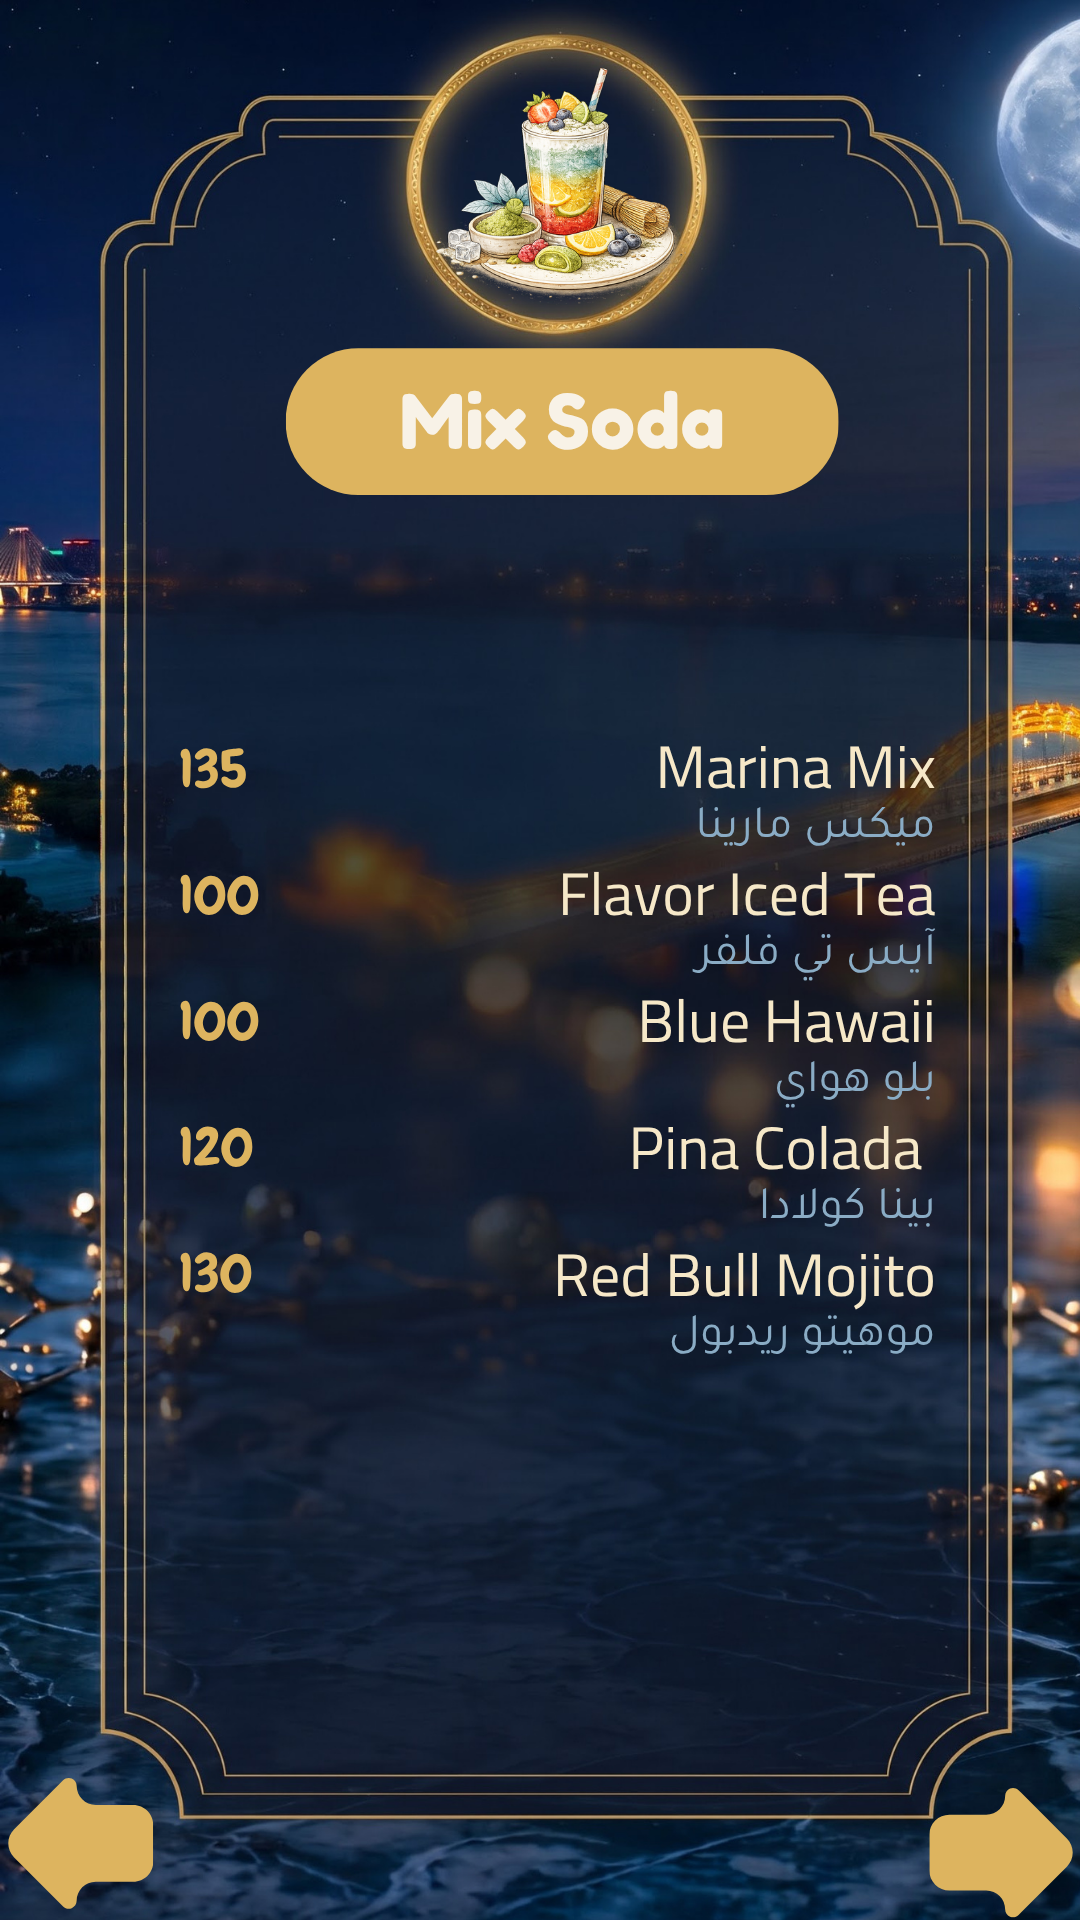 Mix Soda
135 Marina Mix
ميكس مارينا
100 Flavor Iced Tea
آيس تي فلفر
100 Blue Hawaii
بلو هواي
120 Pina Colada
بينا كولادا
130 Red Bull Mojito
موهيتو ريدبول